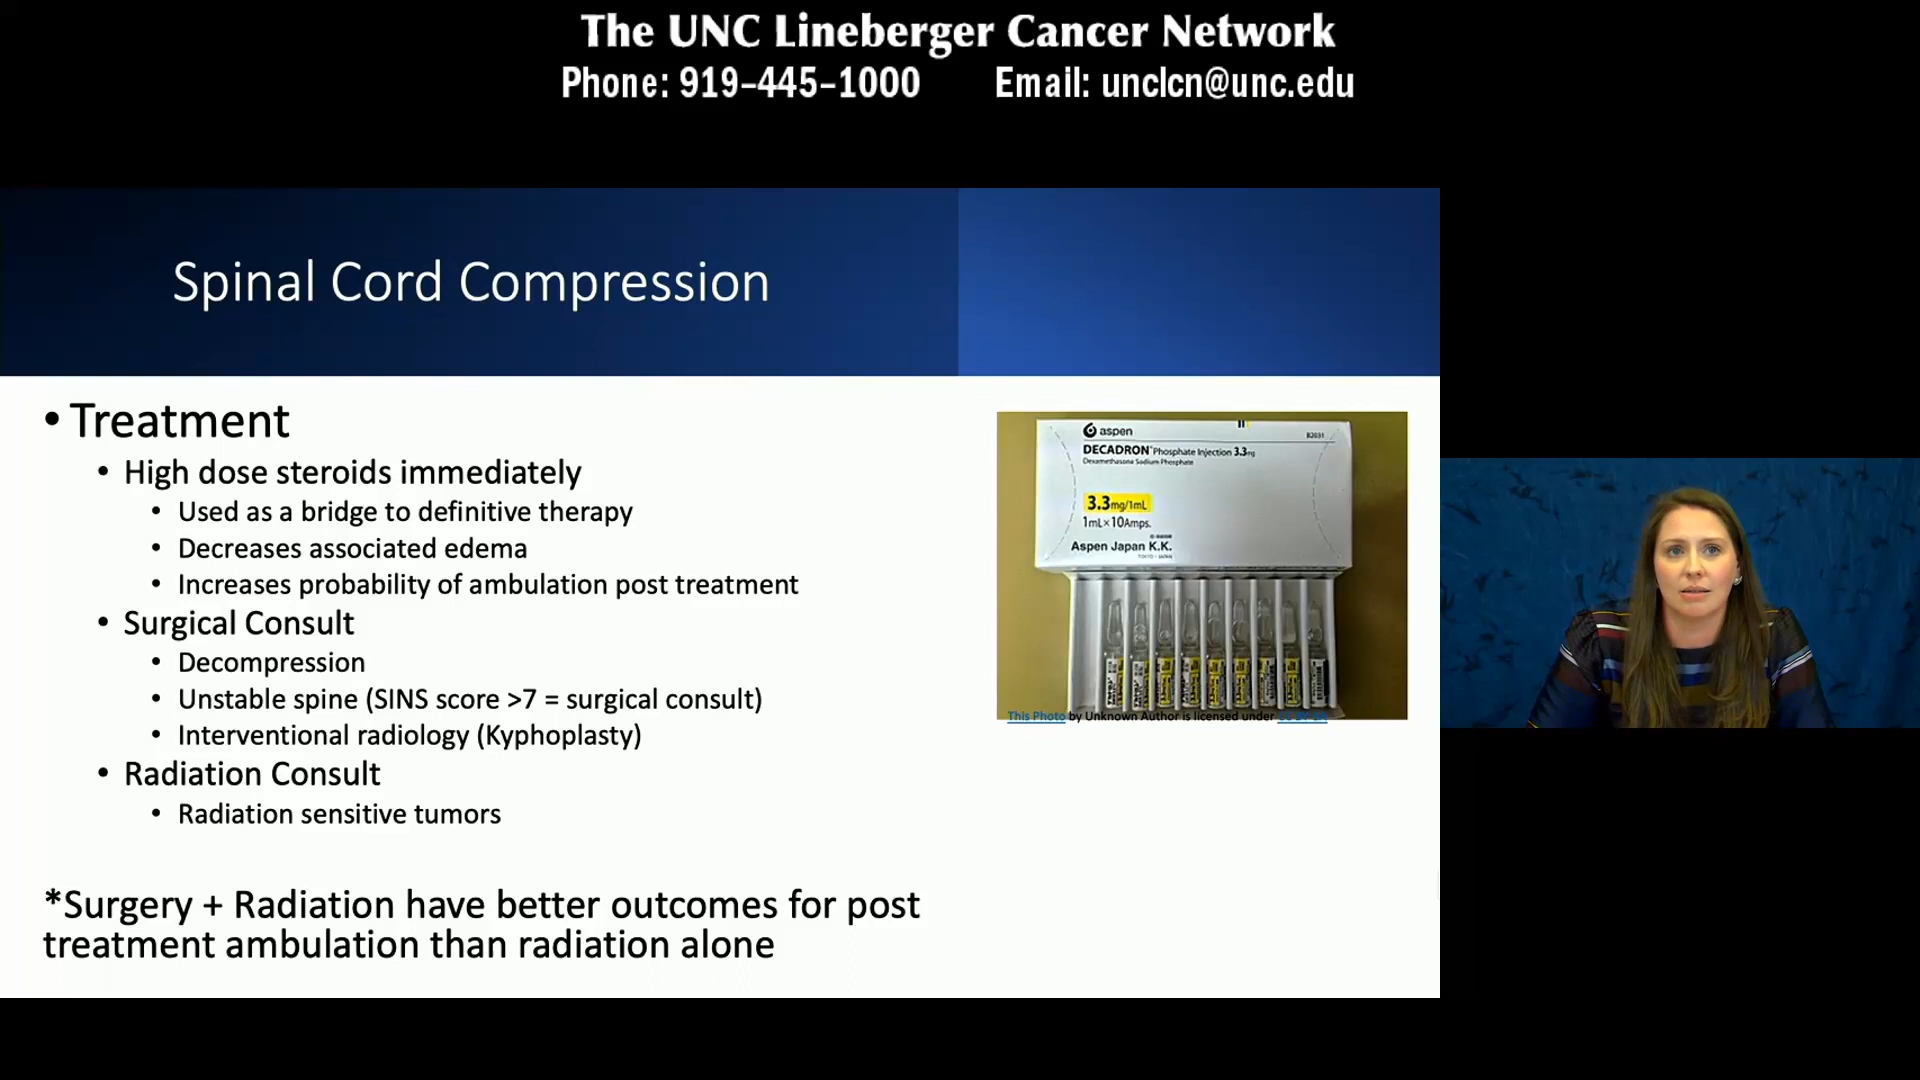 The UNC Lineberger Cancer Network
Phone: 919-445-1000 Email: unclcn@unc.edu
Spinal Cord Compression
• Treatment
• High dose steroids immediately
• Used as a bridge to definitive therapy
• Decreases associated edema
• Increases probability of ambulation post treatment
• Surgical Consult
• Decompression
• Unstable spine (SINS score >7 = surgical consult)
• Interventional radiology (Kyphoplasty)
• Radiation Consult
• Radiation sensitive tumors
*Surgery + Radiation have better outcomes for post
treatment ambulation than radiation alone
aspen
B2031
DECADRON Phosphate Injection 3.3mg
Dexamethasone Sodium Phosphate
3.3mg/1mL
1mL×10Amps.
Aspen Japan K.K.
This Photo by Unknown Author is licensed under